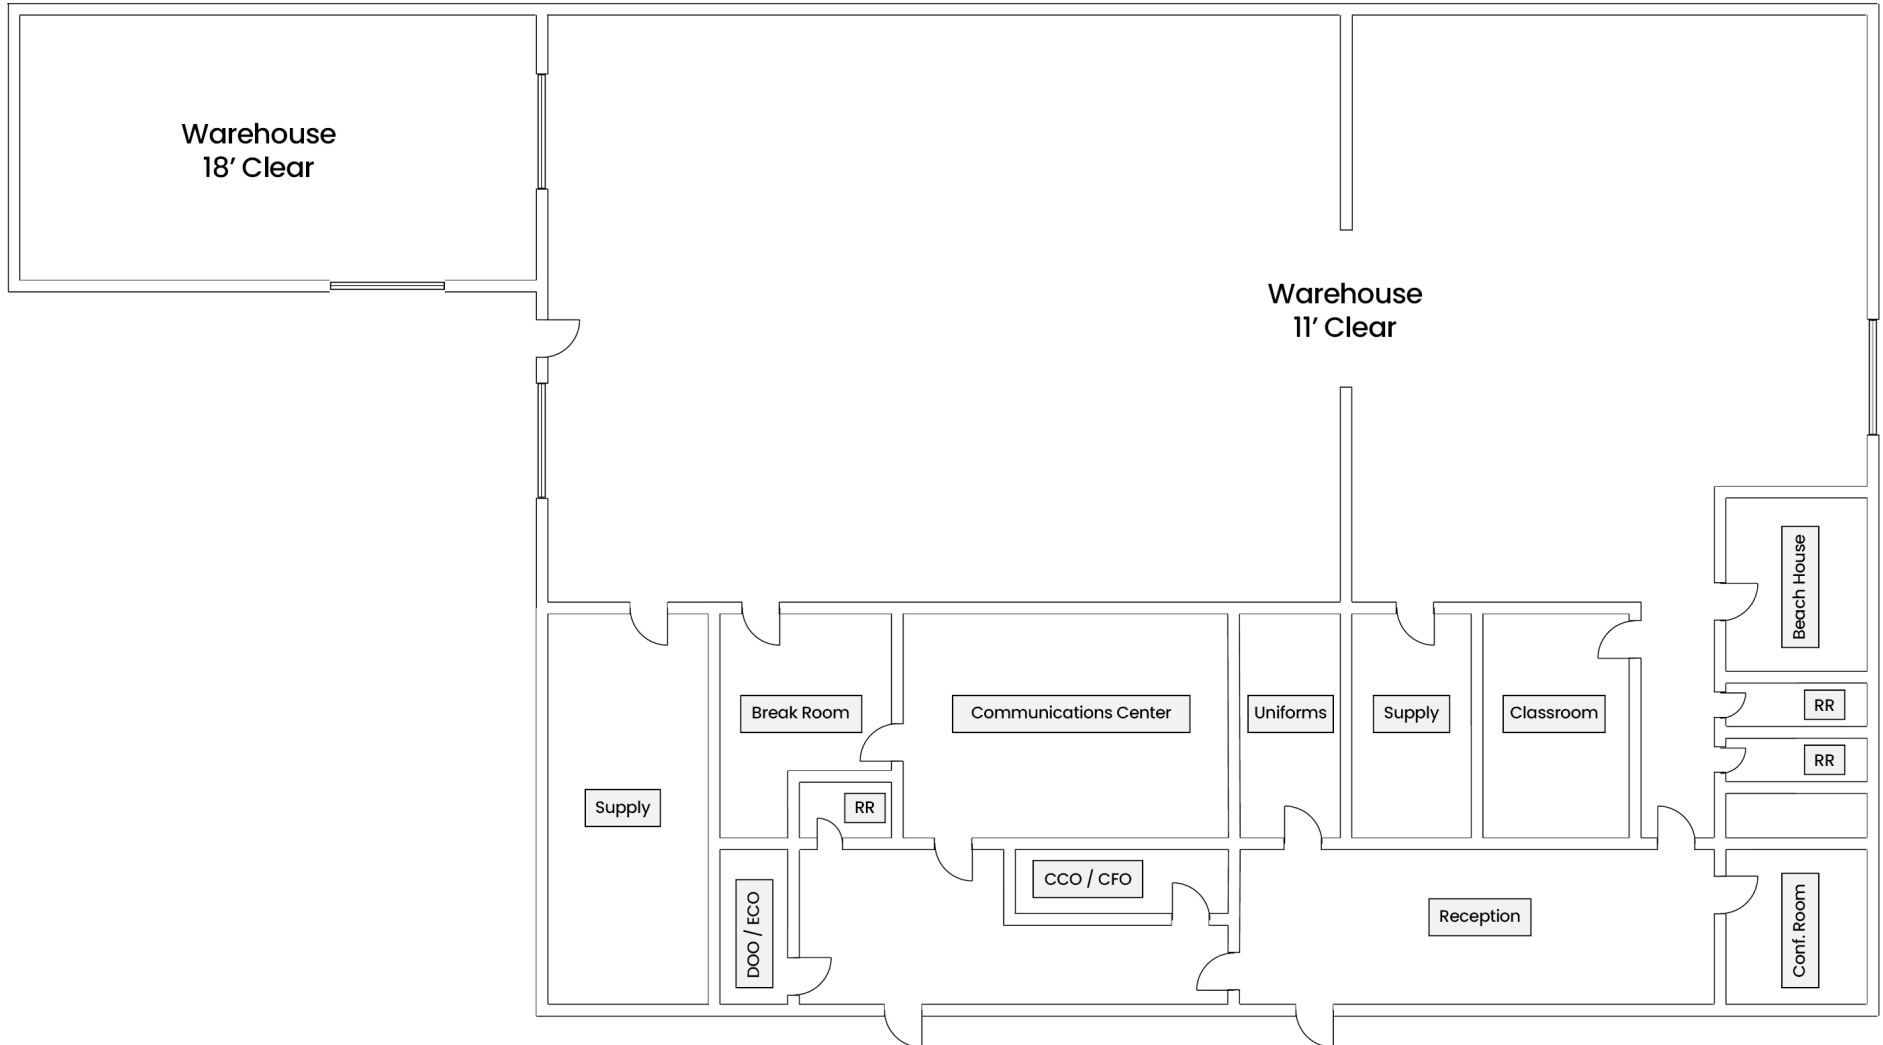 Warehouse
18’ Clear
Warehouse
11’ Clear
Beach House
Break Room
Communications Center
Uniforms
Supply
Classroom
RR
RR
Supply
RR
CCO / CFO
DOO / ECO
Reception
Conf. Room